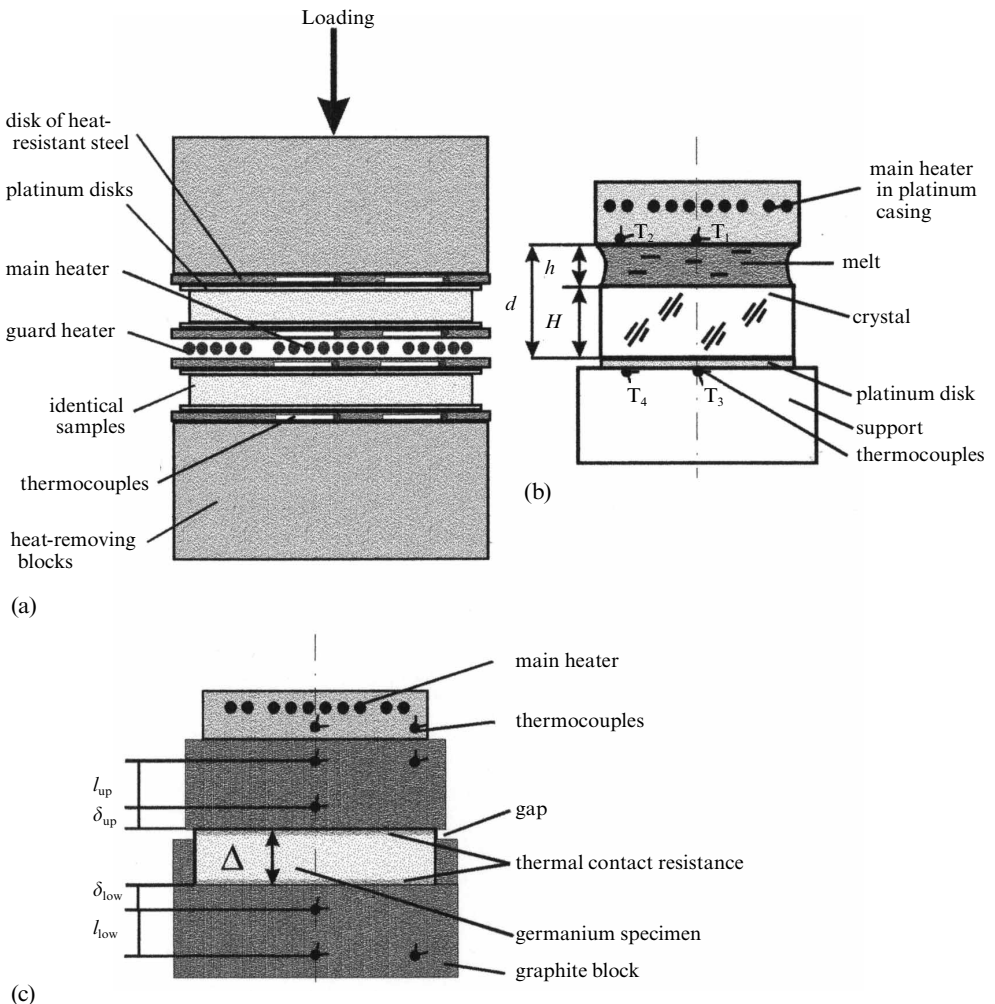 Loading
disk of heat-
resistant steel
platinum disks
main heater
guard heater
identical
samples
thermocouples
heat-removing
blocks
(a)
main heater
in platinum
casing
T2
T1
h
melt
d
H
crystal
T4
T3
platinum disk
support
thermocouples
(b)
main heater
thermocouples
lup
δup
gap
Δ
thermal contact resistance
δlow
llow
germanium specimen
graphite block
(c)